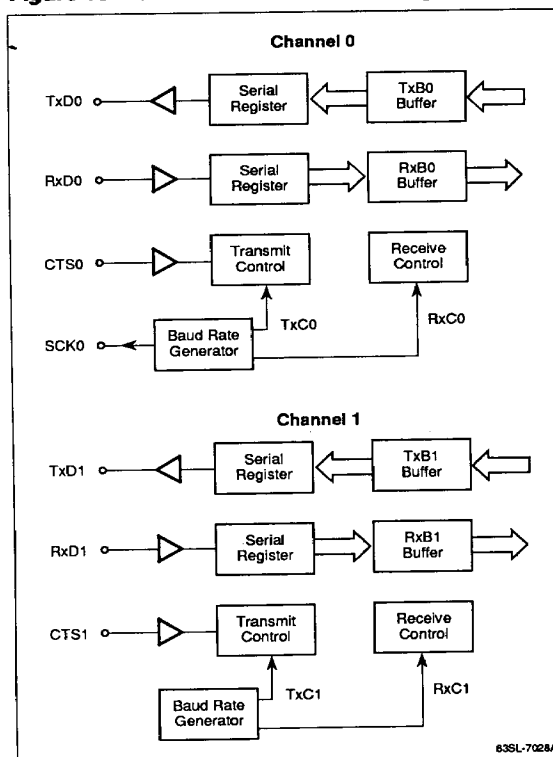 Channel 0
TxD0
Serial
Register
TxB0
Buffer
RxD0
Serial
Register
RxB0
Buffer
CTS0
Transmit
Control
Receive
Control
TxC0
RxC0
SCK0
Baud Rate
Generator
Channel 1
TxD1
Serial
Register
TxB1
Buffer
RxD1
Serial
Register
RxB1
Buffer
CTS1
Transmit
Control
Receive
Control
TxC1
RxC1
Baud Rate
Generator
63SL-7028A